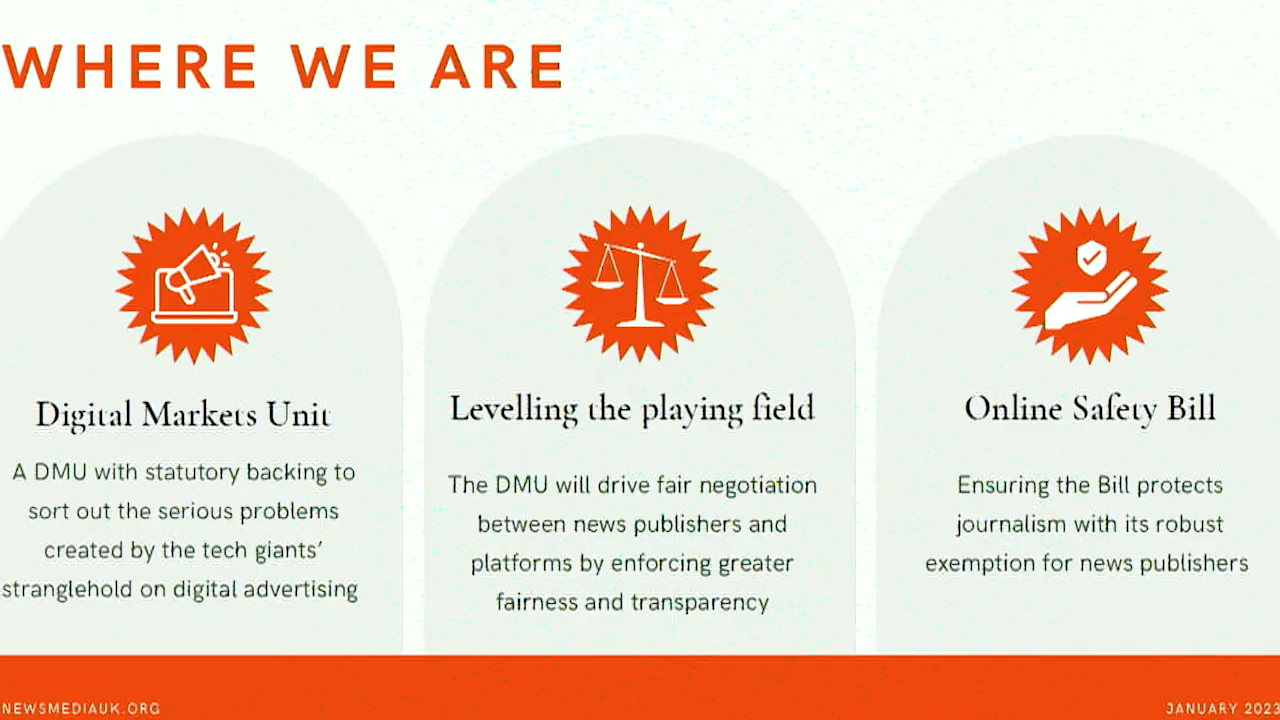 WHERE WE ARE
Digital Markets Unit
A DMU with statutory backing to
sort out the serious problems
created by the tech giants’
stranglehold on digital advertising
Levelling the playing field
The DMU will drive fair negotiation
between news publishers and
platforms by enforcing greater
fairness and transparency
Online Safety Bill
Ensuring the Bill protects
journalism with its robust
exemption for news publishers
NEWSMEDIAUK.ORG
JANUARY 2023